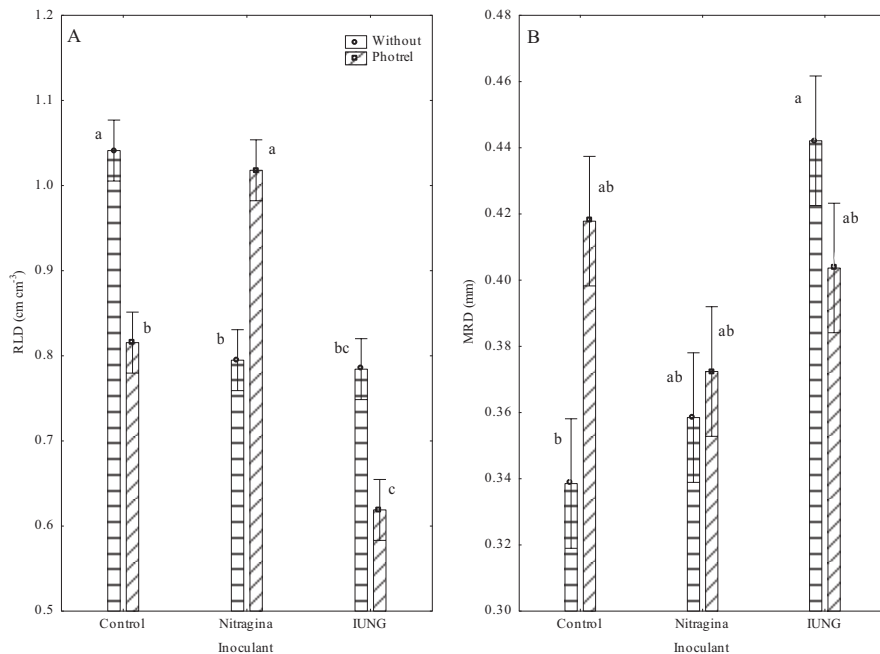 A
Without
Photrel
1.2
1.1
1.0
0.9
0.8
0.7
0.6
0.5
RLD (cm cm⁻³)
a
b
b
a
bc
c
Control
Nitragina
IUNG
Inoculant
B
0.48
0.46
0.44
0.42
0.40
0.38
0.36
0.34
0.32
0.30
MRD (mm)
b
ab
ab
ab
a
ab
Control
Nitragina
IUNG
Inoculant